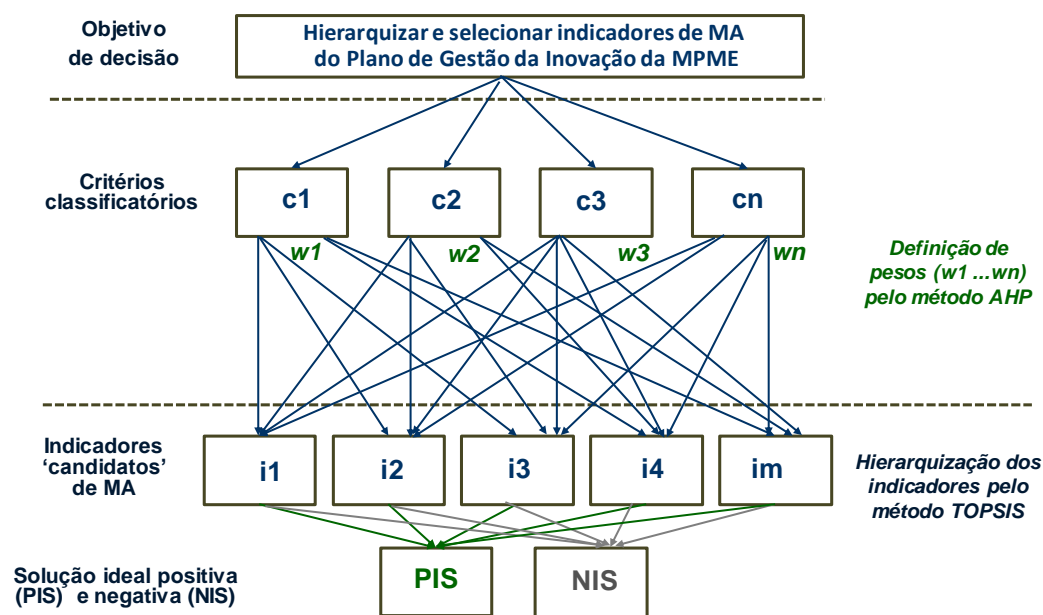 Objetivo
de decisão
Hierarquizar e selecionar indicadores de MA
do Plano de Gestão da Inovação da MPME
Critérios
classificatórios
c1
c2
c3
cn
w1
w2
w3
wn
Definição de
pesos (w1 ...wn)
pelo método AHP
Indicadores
‘candidatos’
de MA
i1
i2
i3
i4
im
Hierarquização dos
indicadores pelo
método TOPSIS
Solução ideal positiva
(PIS) e negativa (NIS)
PIS
NIS